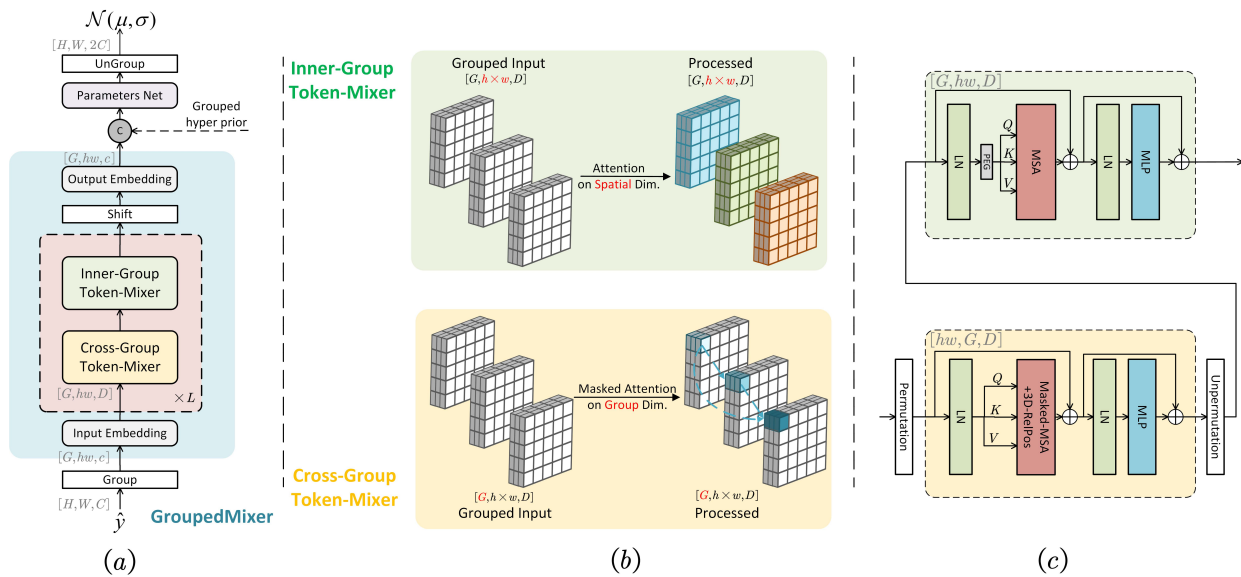 𝒩(μ, σ)
[H, W, 2C]
UnGroup
Parameters Net
Grouped
hyper prior
C
[G, hw, c]
Output Embedding
Shift
Inner-Group
Token-Mixer
Cross-Group
Token-Mixer
[G, hw, D]
×L
Input Embedding
[G, hw, c]
Group
[H, W, C]
ŷ
GroupedMixer
(a)
Inner-Group
Token-Mixer
Grouped Input
[G, h×w, D]
Processed
[G, h×w, D]
Attention
on Spatial Dim.
Cross-Group
Token-Mixer
Masked Attention
on Group Dim.
[G, h×w, D]
Grouped Input
[G, h×w, D]
Processed
(b)
[G, hw, D]
LN
PEG
Q
K
V
MSA
LN
MLP
[hw, G, D]
Permutation
LN
Q
K
V
Masked-MSA
+3D-RelPos
LN
MLP
Unpermutation
(c)